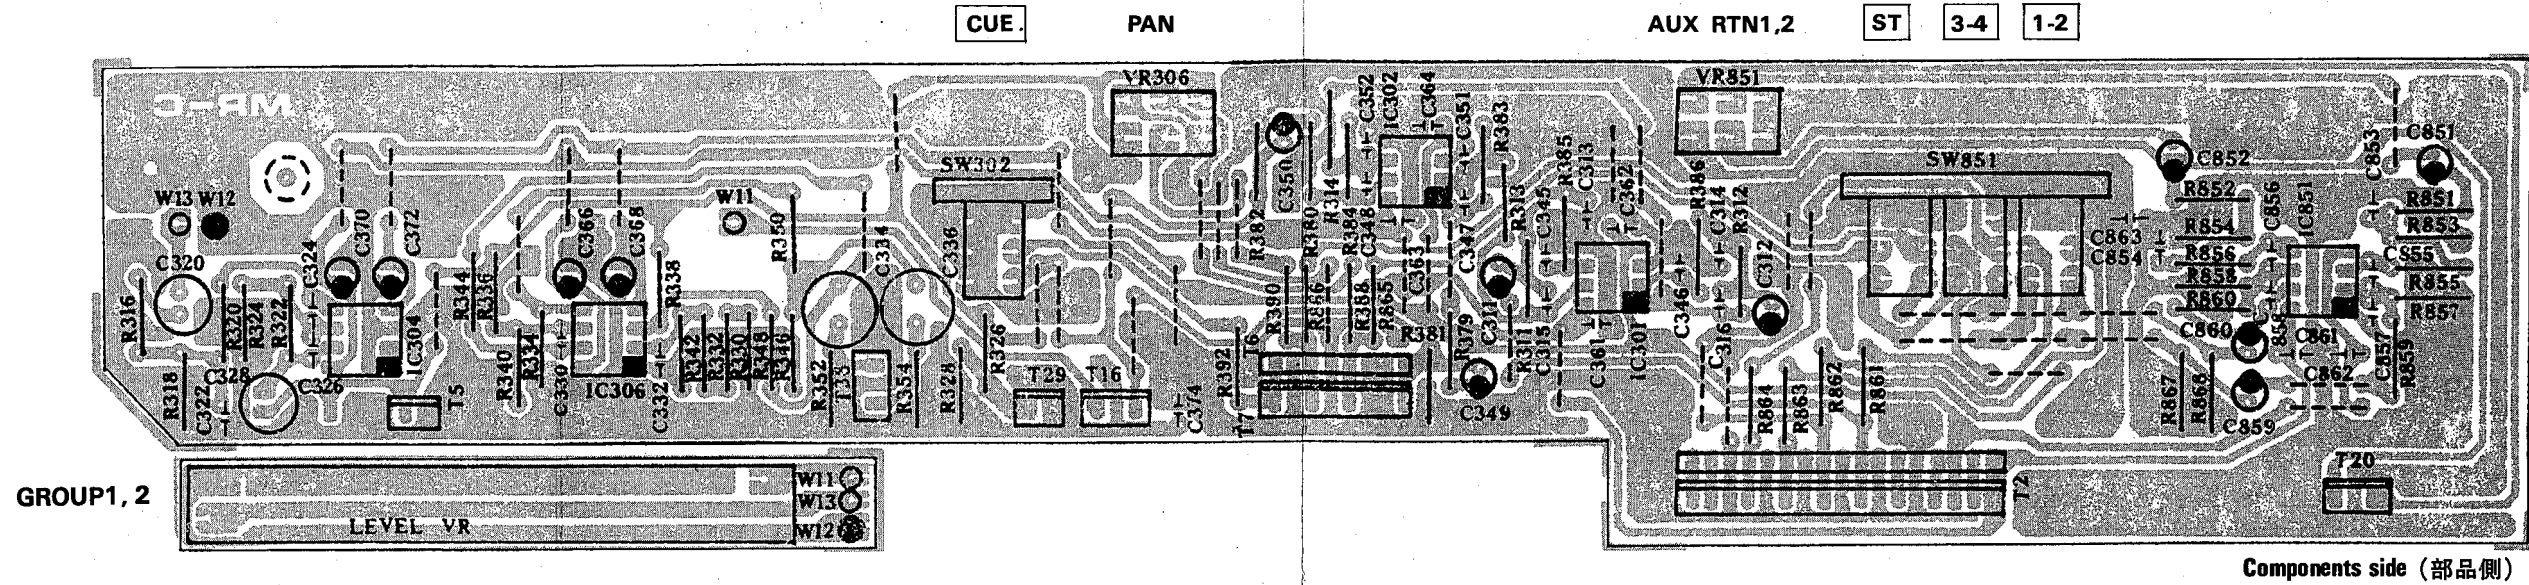 CUE. PAN AUX RTN1,2 ST 3-4 1-2
MR-C
VR306 VR851
C352 IC302 C364 C351 R383
C853 C851
SW302 SW851 C852
W13 W12 W11
C370 C372 C366 C368 R350 C334 C336
R382 C350 R380 R314 R384 C348 C363 C347 R313 C345 R385 C313 C362 R386 C314 R312 C312
R852 C856 IC851 R851
R854 R853
C863
C854 R856 C855
R858 R855
R860 R857
C320 C324
R316 R320 R324 R322 IC304 R344 R336 R338
R340 R334 R342 R332 R330 R348 R346 R326
R390 R866 R388 R865 R381 R379 C311 R311 C315 C361 IC301 C346 C316
C860 C858 C861 C857 R859
R318 C322 C328 C326 T5 C330 IC306 C332 R352 T33 R354 R328 T29 T16 C374 R392 T6 T7 C349
R864 R863 R862 R861 R867 R868 C862 C859
GROUP1, 2
LEVEL VR
W11
W13
W12
T2 T20
Components side (部品側)